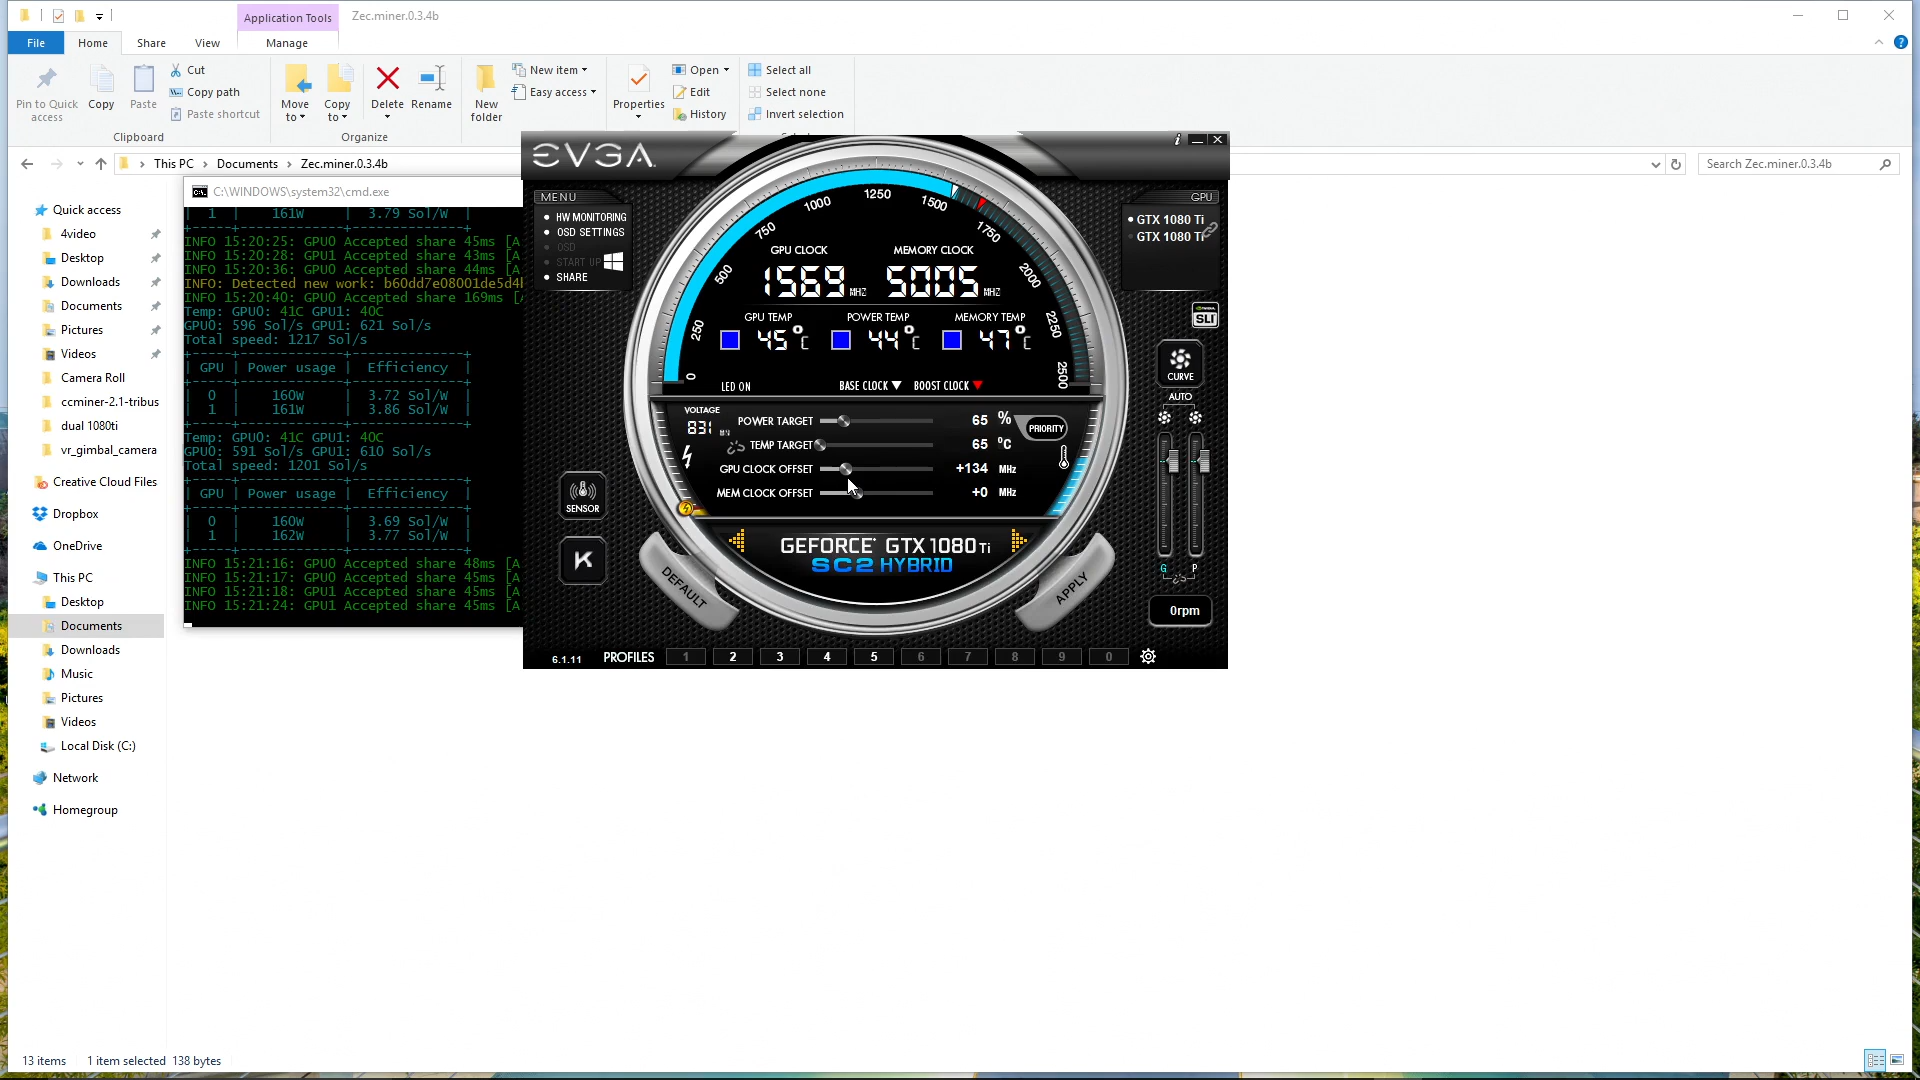 Application Tools
Zec.miner.0.3.4b
File
Home
Share
View
Manage
Pin to Quick access
Copy
Paste
Cut
Copy path
Paste shortcut
Clipboard
Move to
Copy to
Delete
Rename
Organize
New folder
New item
Easy access
Properties
Open
Edit
History
Select all
Select none
Invert selection
This PC > Documents > Zec.miner.0.3.4b
Search Zec.miner.0.3.4b
Quick access
4video
Desktop
Downloads
Documents
Pictures
Videos
Camera Roll
ccminer-2.1-tribus
dual 1080ti
vr_gimbal_camera
Creative Cloud Files
Dropbox
OneDrive
This PC
Desktop
Documents
Downloads
Music
Pictures
Videos
Local Disk (C:)
Network
Homegroup
13 items 1 item selected 138 bytes
C:\WINDOWS\system32\cmd.exe
| 1 | 161W | 3.79 Sol/W |
INFO 15:20:25: GPU0 Accepted share 45ms [A
INFO 15:20:28: GPU1 Accepted share 43ms [A
INFO 15:20:36: GPU0 Accepted share 44ms [A
INFO: Detected new work: b60dd7e08001de5d4
INFO 15:20:40: GPU0 Accepted share 169ms [
Temp: GPU0: 41C GPU1: 40C
GPU0: 596 Sol/s GPU1: 621 Sol/s
Total speed: 1217 Sol/s
| GPU | Power usage | Efficiency |
| 0 | 160W | 3.72 Sol/W |
| 1 | 161W | 3.86 Sol/W |
Temp: GPU0: 41C GPU1: 40C
GPU0: 591 Sol/s GPU1: 610 Sol/s
Total speed: 1201 Sol/s
| GPU | Power usage | Efficiency |
| 0 | 160W | 3.69 Sol/W |
| 1 | 162W | 3.77 Sol/W |
INFO 15:21:16: GPU0 Accepted share 48ms [A
INFO 15:21:17: GPU0 Accepted share 45ms [A
INFO 15:21:18: GPU1 Accepted share 45ms [A
INFO 15:21:24: GPU1 Accepted share 45ms [A
EVGA
MENU
HW MONITORING
OSD SETTINGS
OSD
START UP
SHARE
GPU
GTX 1080 Ti
GTX 1080 Ti
NVIDIA
SLI
0 250 500 750 1000 1250 1500 1750 2000 2250 2500
GPU CLOCK
1569 MHZ
MEMORY CLOCK
5005 MHZ
GPU TEMP
45°C
POWER TEMP
44°C
MEMORY TEMP
47°C
LED ON
BASE CLOCK
BOOST CLOCK
VOLTAGE
831
POWER TARGET 65 %
TEMP TARGET 65 °C
GPU CLOCK OFFSET +134 MHz
MEM CLOCK OFFSET +0 MHz
PRIORITY
CURVE
AUTO
G P
0rpm
SENSOR
K
GEFORCE GTX 1080 Ti
SC2 HYBRID
DEFAULT
APPLY
6.1.11
PROFILES 1 2 3 4 5 6 7 8 9 0